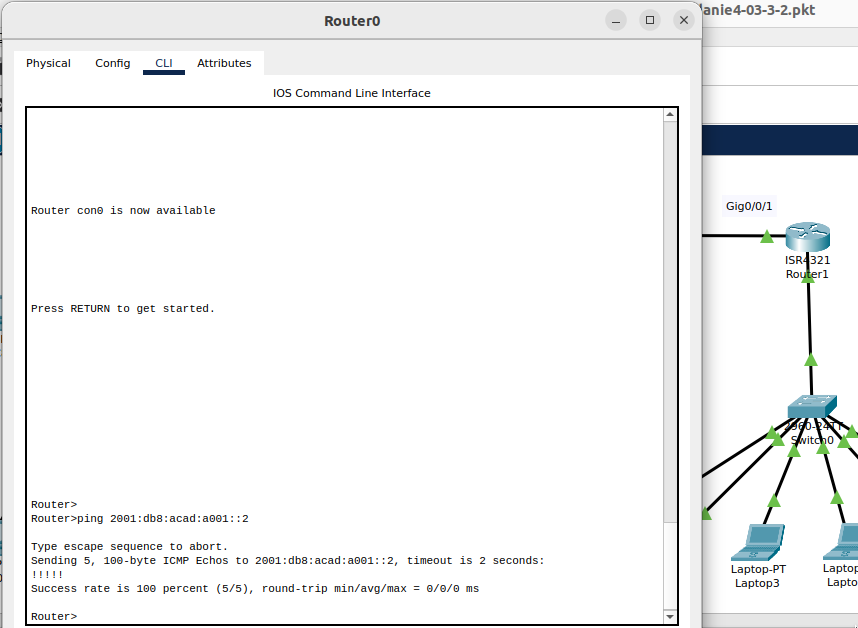 Router0
lanie4-03-3-2.pkt
Physical Config CLI Attributes
IOS Command Line Interface
Router con0 is now available
Press RETURN to get started.
Router>
Router>ping 2001:db8:acad:a001::2
Type escape sequence to abort.
Sending 5, 100-byte ICMP Echos to 2001:db8:acad:a001::2, timeout is 2 seconds:
!!!!!
Success rate is 100 percent (5/5), round-trip min/avg/max = 0/0/0 ms
Router>
Gig0/0/1
ISR4321
Router1
2960-24TT
Switch0
Laptop-PT
Laptop3
Laptop
Lapto